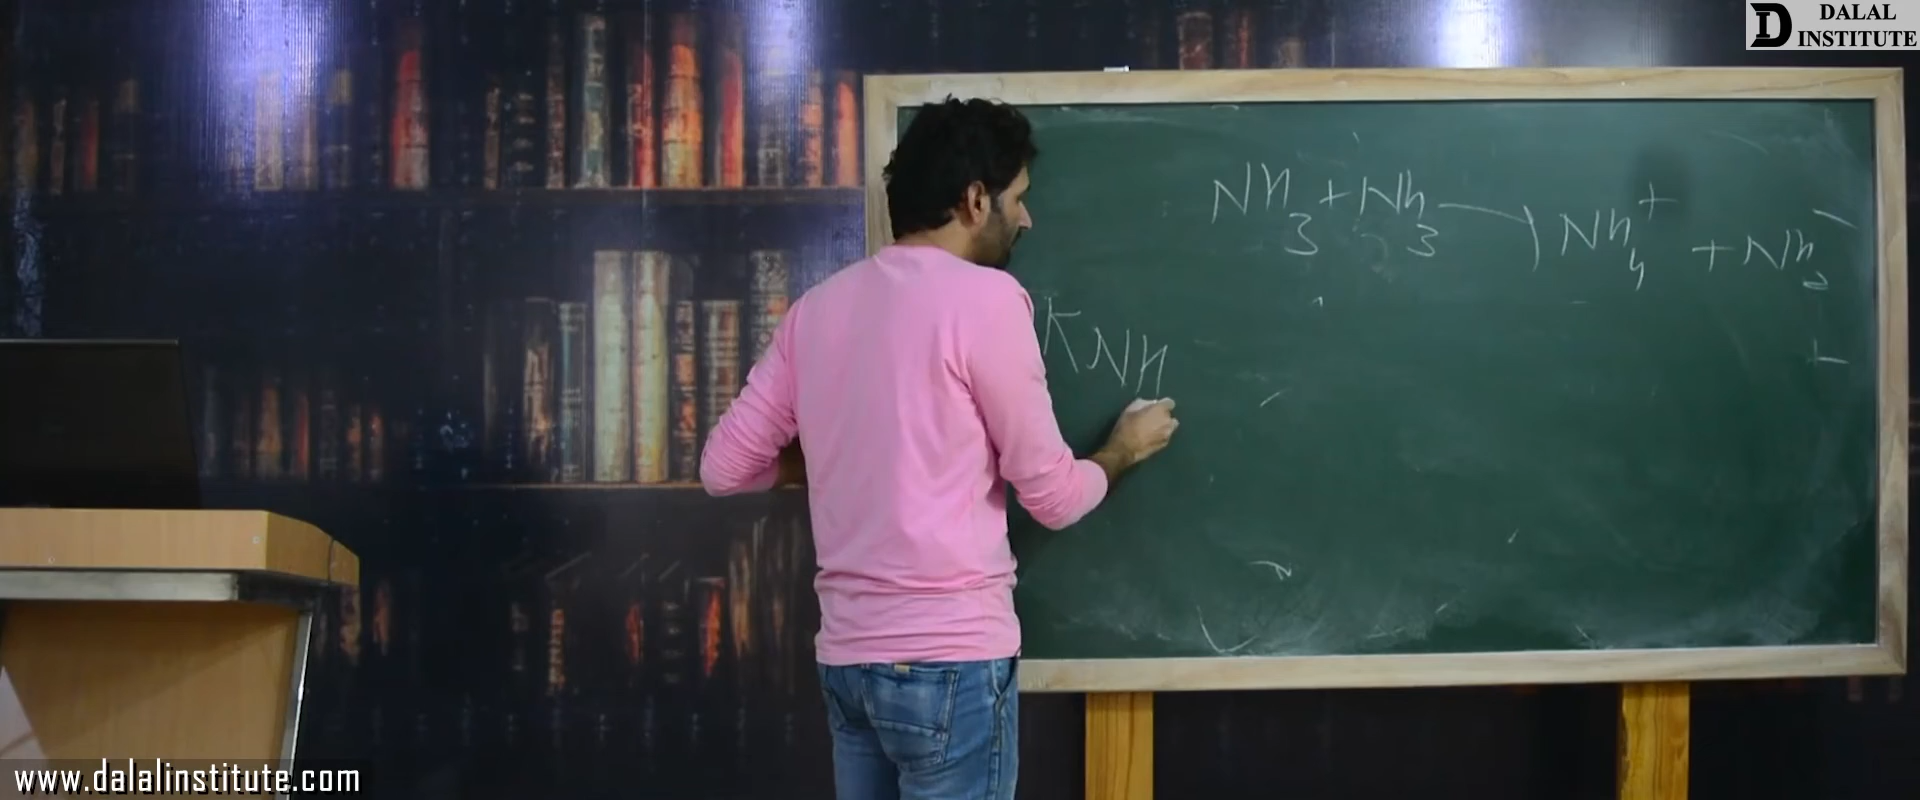 DALAL
INSTITUTE
NH3 + NH3 → NH4+ + NH2-
KNH
www.dalalinstitute.com